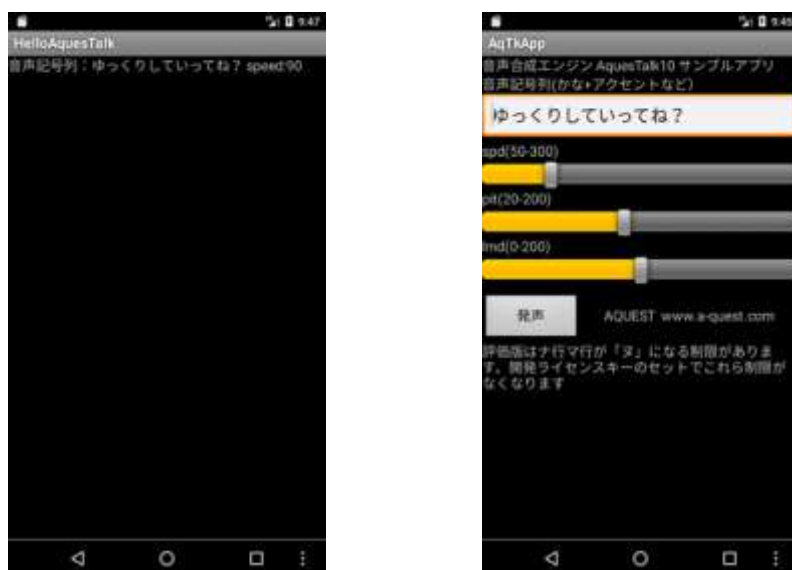 9:47
HelloAquesTalk
音声記号列：ゆっくりしていってね？ speed:90
9:45
AqTkApp
音声合成エンジン AquesTalk10 サンプルアプリ
音声記号列(かな+アクセントなど)
ゆっくりしていってね？
spd(50-300)
pit(20-200)
lmd(0-200)
発声
AQUEST www.a-quest.com
評価版はナ行マ行が「ヌ」になる制限がありま
す。開発ライセンスキーのセットでこれら制限が
なくなります